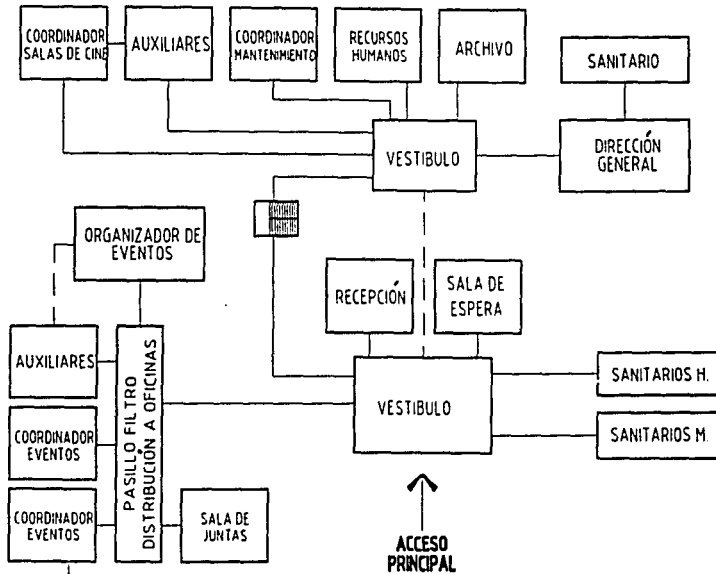 COORDINADOR
SALAS DE CINE
AUXILIARES
COORDINADOR
MANTENIMIENTO
RECURSOS
HUMANOS
ARCHIVO
SANITARIO
VESTIBULO
DIRECCIÓN
GENERAL
ORGANIZADOR DE
EVENTOS
RECEPCIÓN
SALA DE
ESPERA
AUXILIARES
PASILLO FILTRO
DISTRIBUCIÓN A OFICINAS
VESTIBULO
SANITARIOS H.
COORDINADOR
EVENTOS
SANITARIOS M.
COORDINADOR
EVENTOS
SALA DE
JUNTAS
ACCESO
PRINCIPAL